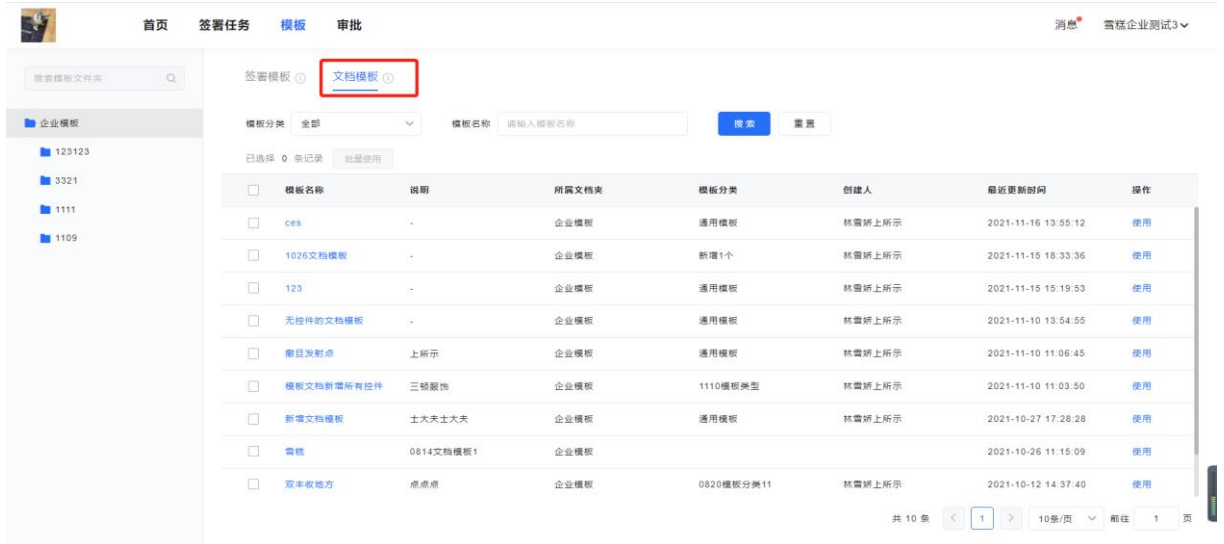 首页 签署任务 模板 审批 消息 雪糕企业测试3
搜索模板文件夹
签署模板 文档模板
企业模板
123123
3321
1111
1109
模板分类 全部 模板名称 请输入模板名称 搜索 重置
已选择 0 条记录 批量使用
模板名称 说明 所属文档夹 模板分类 创建人 最近更新时间 操作
ces - 企业模板 通用模板 林雪娇上所示 2021-11-16 13:55:12 使用
1026文档模板 - 企业模板 新增1个 林雪娇上所示 2021-11-15 18:33:36 使用
123 - 企业模板 通用模板 林雪娇上所示 2021-11-15 15:19:53 使用
无控件的文档模板 - 企业模板 通用模板 林雪娇上所示 2021-11-10 13:54:55 使用
撒旦发射点 上所示 企业模板 通用模板 林雪娇上所示 2021-11-10 11:06:45 使用
模板文档新增所有控件 三顿服饰 企业模板 1110模板类型 林雪娇上所示 2021-11-10 11:03:50 使用
新增文档模板 士大夫士大夫 企业模板 通用模板 林雪娇上所示 2021-10-27 17:28:28 使用
雪糕 0814文档模板1 企业模板 2021-10-26 11:15:09 使用
双丰收地方 点点点 企业模板 0820模板分类11 林雪娇上所示 2021-10-12 14:37:40 使用
共 10 条 1 10条/页 前往 1 页